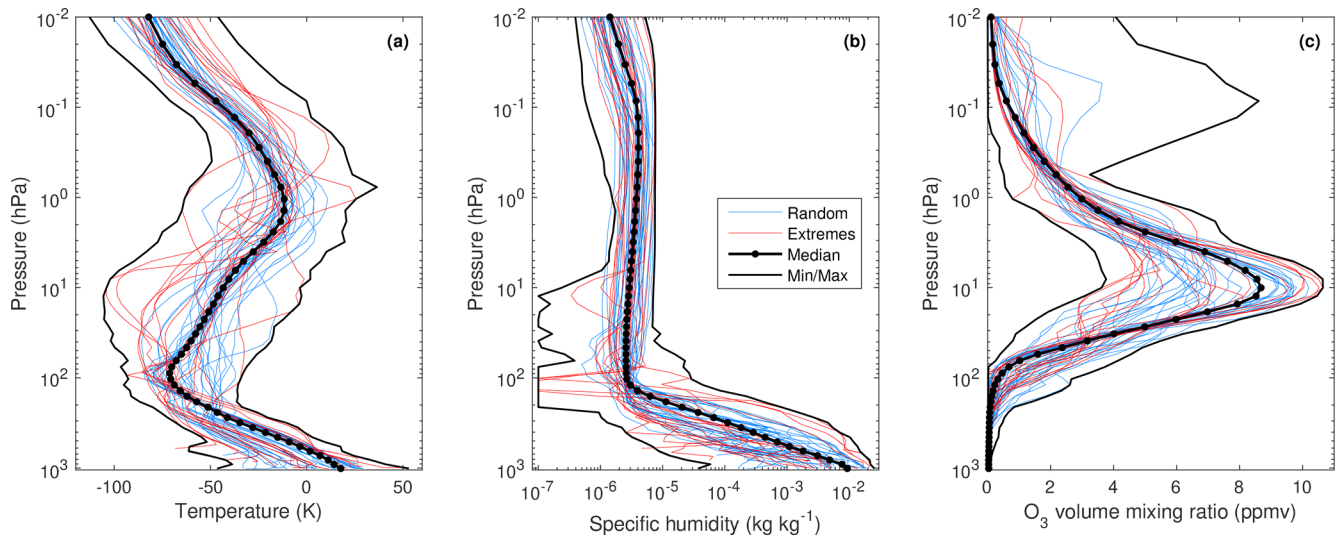 (a)
10⁻²
10⁻¹
10⁰
10¹
10²
10³
Pressure (hPa)
-100 -50 0 50
Temperature (K)
(b)
10⁻²
10⁻¹
10⁰
10¹
10²
10³
Pressure (hPa)
Random
Extremes
Median
Min/Max
10⁻⁷ 10⁻⁶ 10⁻⁵ 10⁻⁴ 10⁻³ 10⁻²
Specific humidity (kg kg⁻¹)
(c)
10⁻²
10⁻¹
10⁰
10¹
10²
10³
Pressure (hPa)
0 2 4 6 8 10
O₃ volume mixing ratio (ppmv)